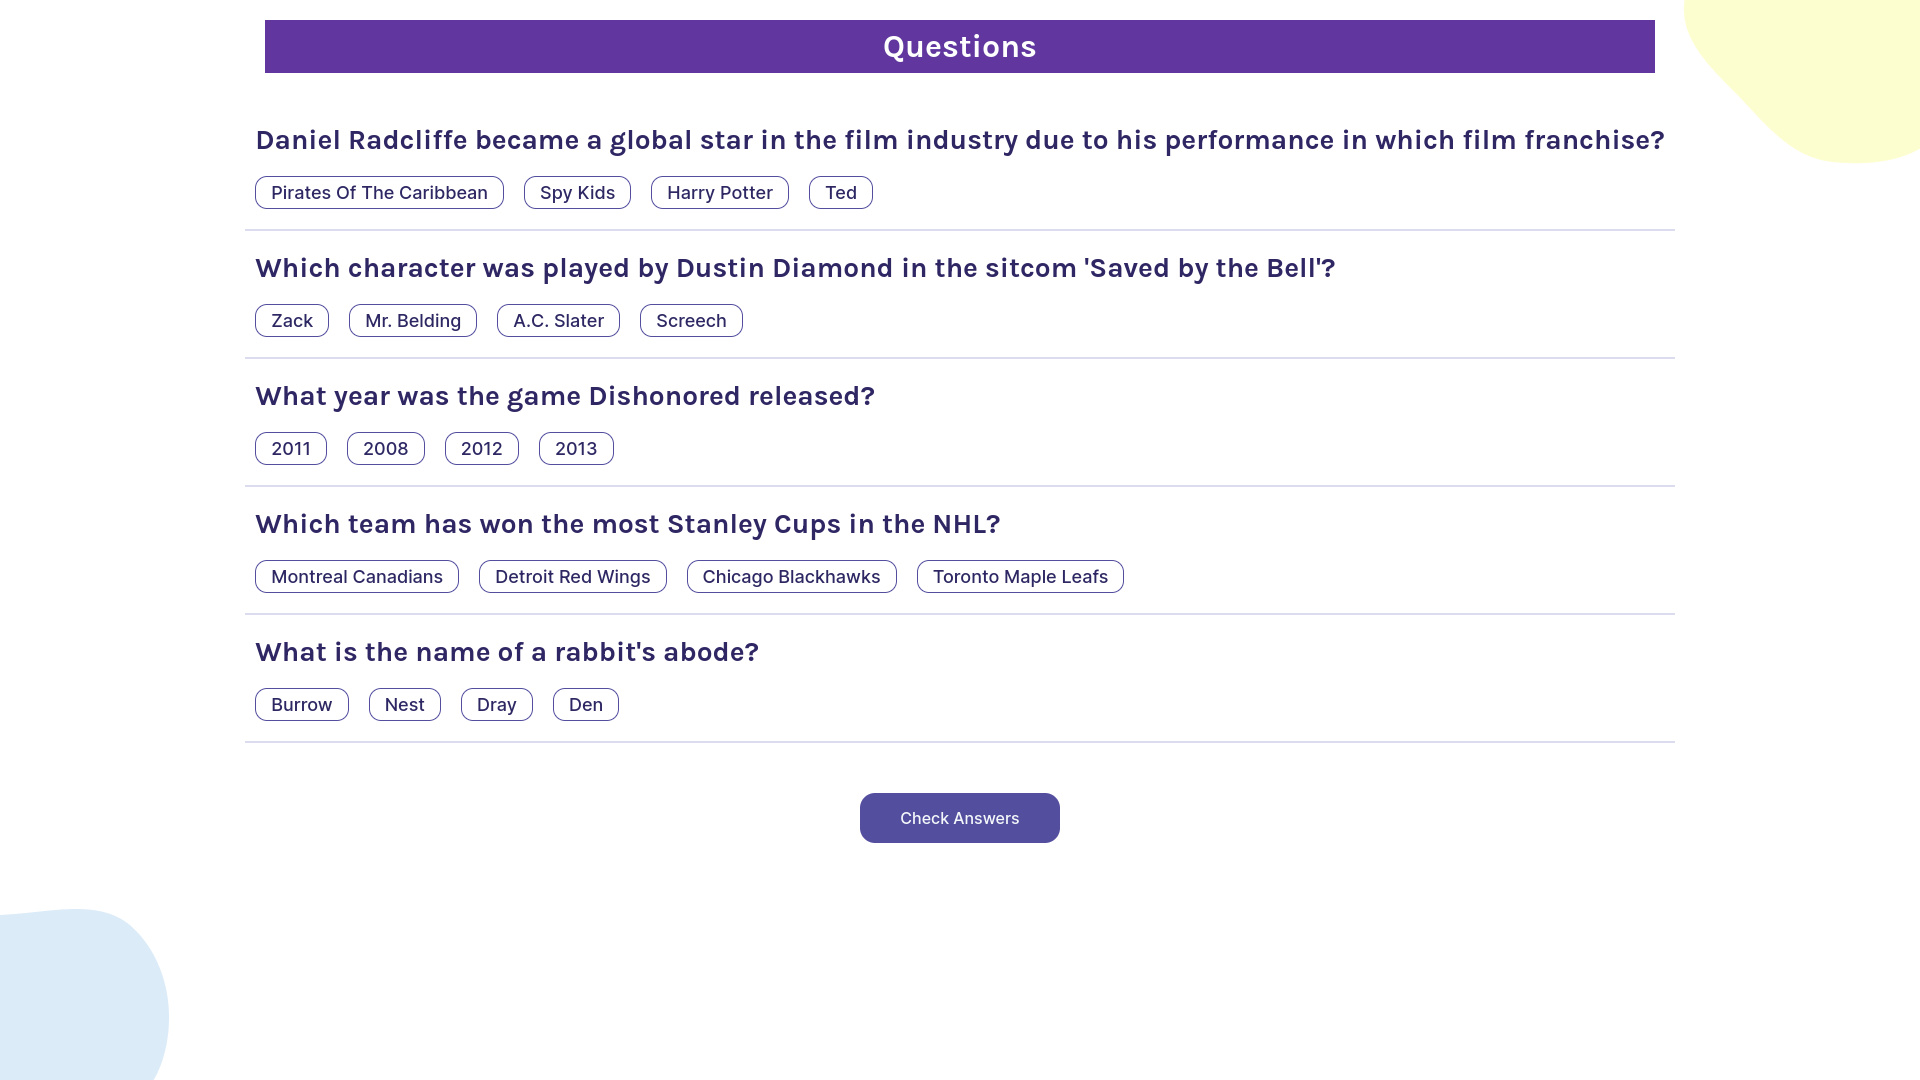 Questions
Daniel Radcliffe became a global star in the film industry due to his performance in which film franchise?
Pirates Of The Caribbean Spy Kids Harry Potter Ted
Which character was played by Dustin Diamond in the sitcom 'Saved by the Bell'?
Zack Mr. Belding A.C. Slater Screech
What year was the game Dishonored released?
2011 2008 2012 2013
Which team has won the most Stanley Cups in the NHL?
Montreal Canadians Detroit Red Wings Chicago Blackhawks Toronto Maple Leafs
What is the name of a rabbit's abode?
Burrow Nest Dray Den
Check Answers